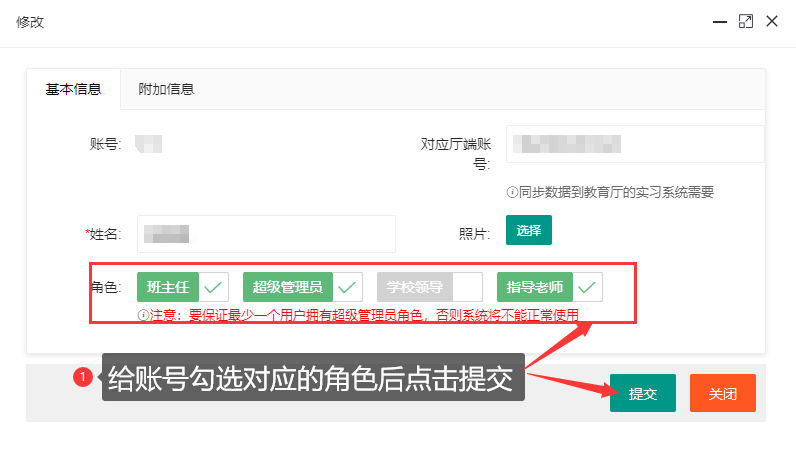 修改
基本信息 附加信息
账号: 对应厅端账号:
ⓘ同步数据到教育厅的实习系统需要
*姓名: 照片: 选择
角色: 班主任 超级管理员 学校领导 指导老师
ⓘ注意：要保证最少一个用户拥有超级管理员角色，否则系统将不能正常使用
1 给账号勾选对应的角色后点击提交
提交 关闭